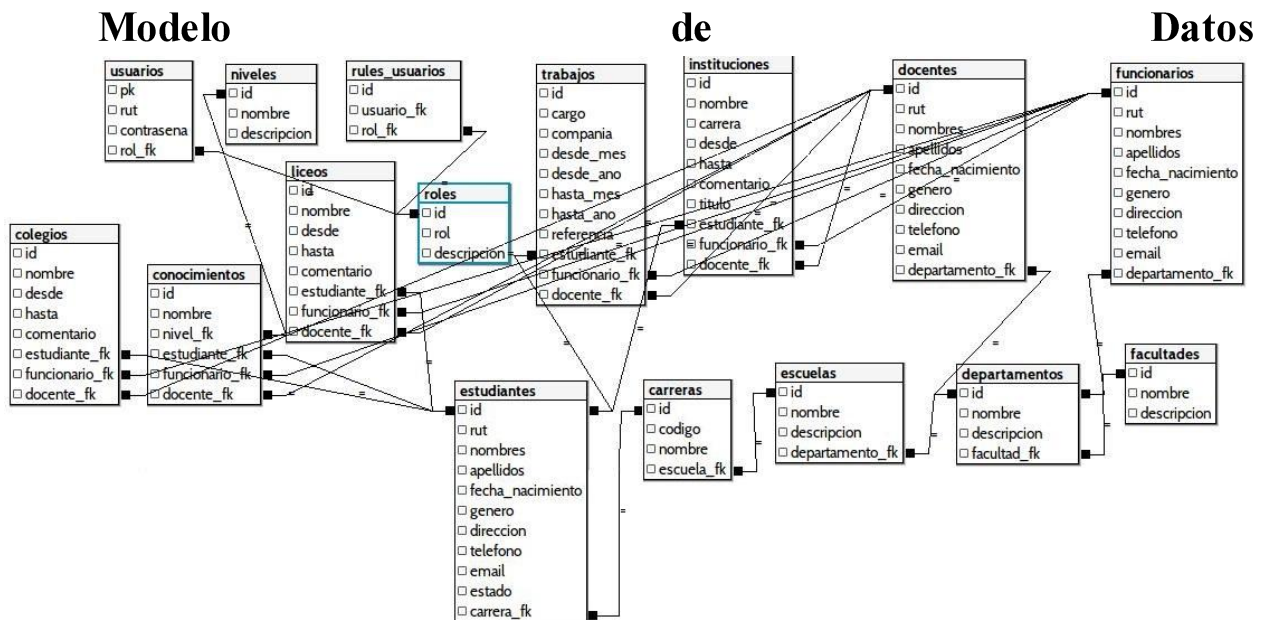 Modelo de Datos
usuarios
pk
rut
contrasena
rol_fk
niveles
id
nombre
descripcion
rules_usuarios
id
usuario_fk
rol_fk
trabajos
id
cargo
compania
desde_mes
desde_ano
hasta_mes
hasta_ano
referencia
estudiante_fk
funcionario_fk
docente_fk
instituciones
id
nombre
carrera
desde
hasta
comentario
titulo
estudiante_fk
funcionario_fk
docente_fk
docentes
id
rut
nombres
apellidos
fecha_nacimiento
genero
direccion
telefono
email
departamento_fk
funcionarios
id
rut
nombres
apellidos
fecha_nacimiento
genero
direccion
telefono
email
departamento_fk
liceos
id
nombre
desde
hasta
comentario
estudiante_fk
funcionario_fk
docente_fk
roles
id
rol
descripcion
colegios
id
nombre
desde
hasta
comentario
estudiante_fk
funcionario_fk
docente_fk
conocimientos
id
nombre
nivel_fk
estudiante_fk
funcionario_fk
docente_fk
estudiantes
id
rut
nombres
apellidos
fecha_nacimiento
genero
direccion
telefono
email
estado
carrera_fk
carreras
id
codigo
nombre
escuela_fk
escuelas
id
nombre
descripcion
departamento_fk
departamentos
id
nombre
descripcion
facultad_fk
facultades
id
nombre
descripcion